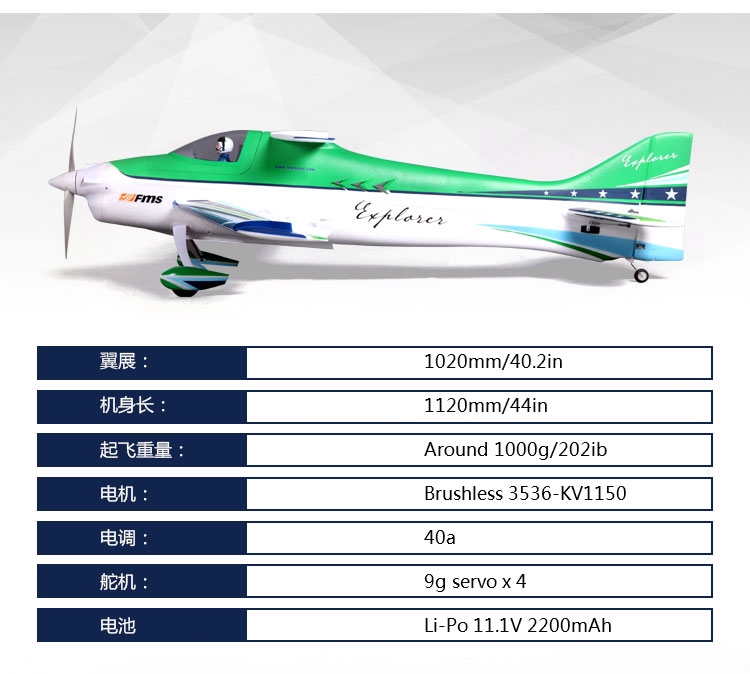 Explorer
FMS
Explorer
翼展： 1020mm/40.2in
机身长： 1120mm/44in
起飞重量： Around 1000g/202ib
电机： Brushless 3536-KV1150
电调： 40a
舵机： 9g servo x 4
电池 Li-Po 11.1V 2200mAh